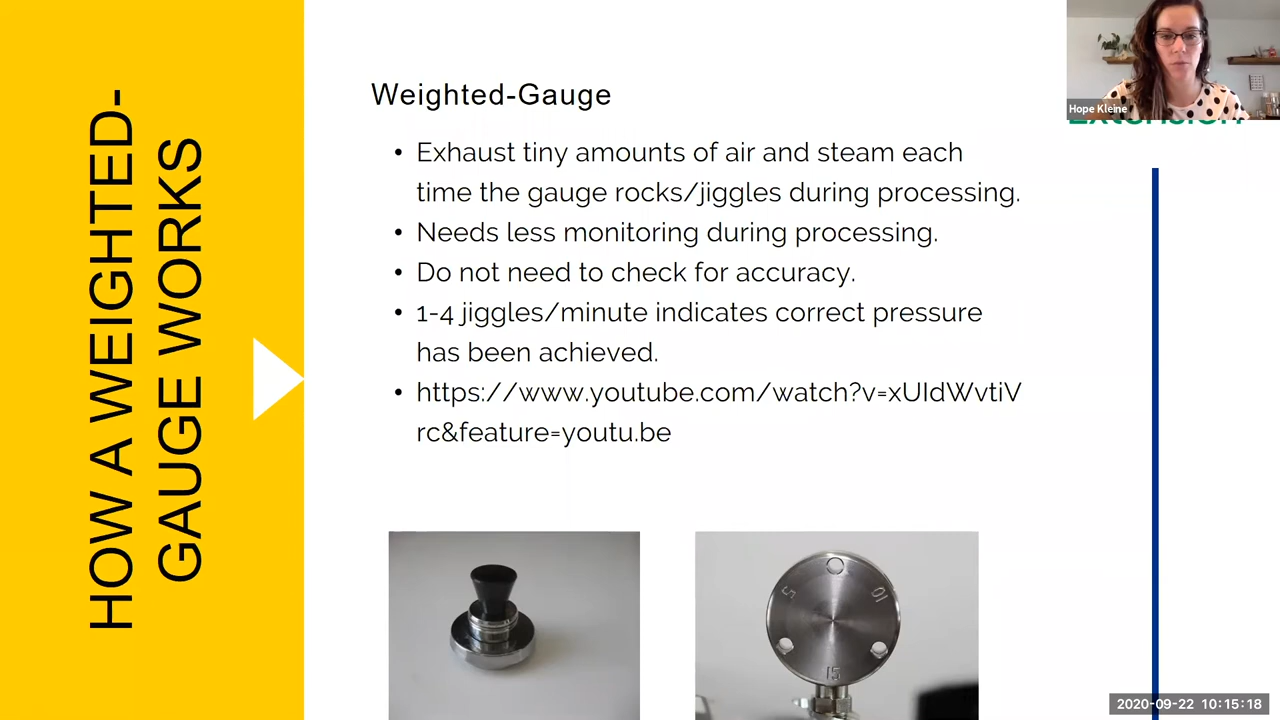 HOW A WEIGHTED-
GAUGE WORKS
Weighted-Gauge
• Exhaust tiny amounts of air and steam each
time the gauge rocks/jiggles during processing.
• Needs less monitoring during processing.
• Do not need to check for accuracy.
• 1-4 jiggles/minute indicates correct pressure
has been achieved.
• https://www.youtube.com/watch?v=xUIdWvtiV
rc&feature=youtu.be
Hope Kleine
Extension
5
10
15
2020-09-22 10:15:18